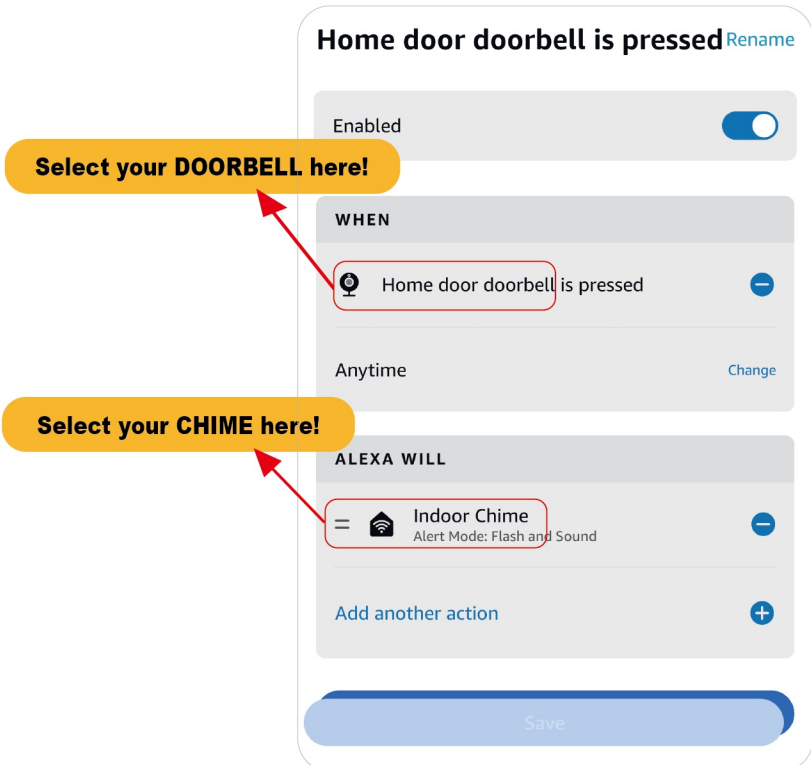 Home door doorbell is pressed Rename
Enabled
Select your DOORBELL here!
WHEN
Home door doorbell is pressed
Anytime Change
Select your CHIME here!
ALEXA WILL
Indoor Chime
Alert Mode: Flash and Sound
Add another action
Save